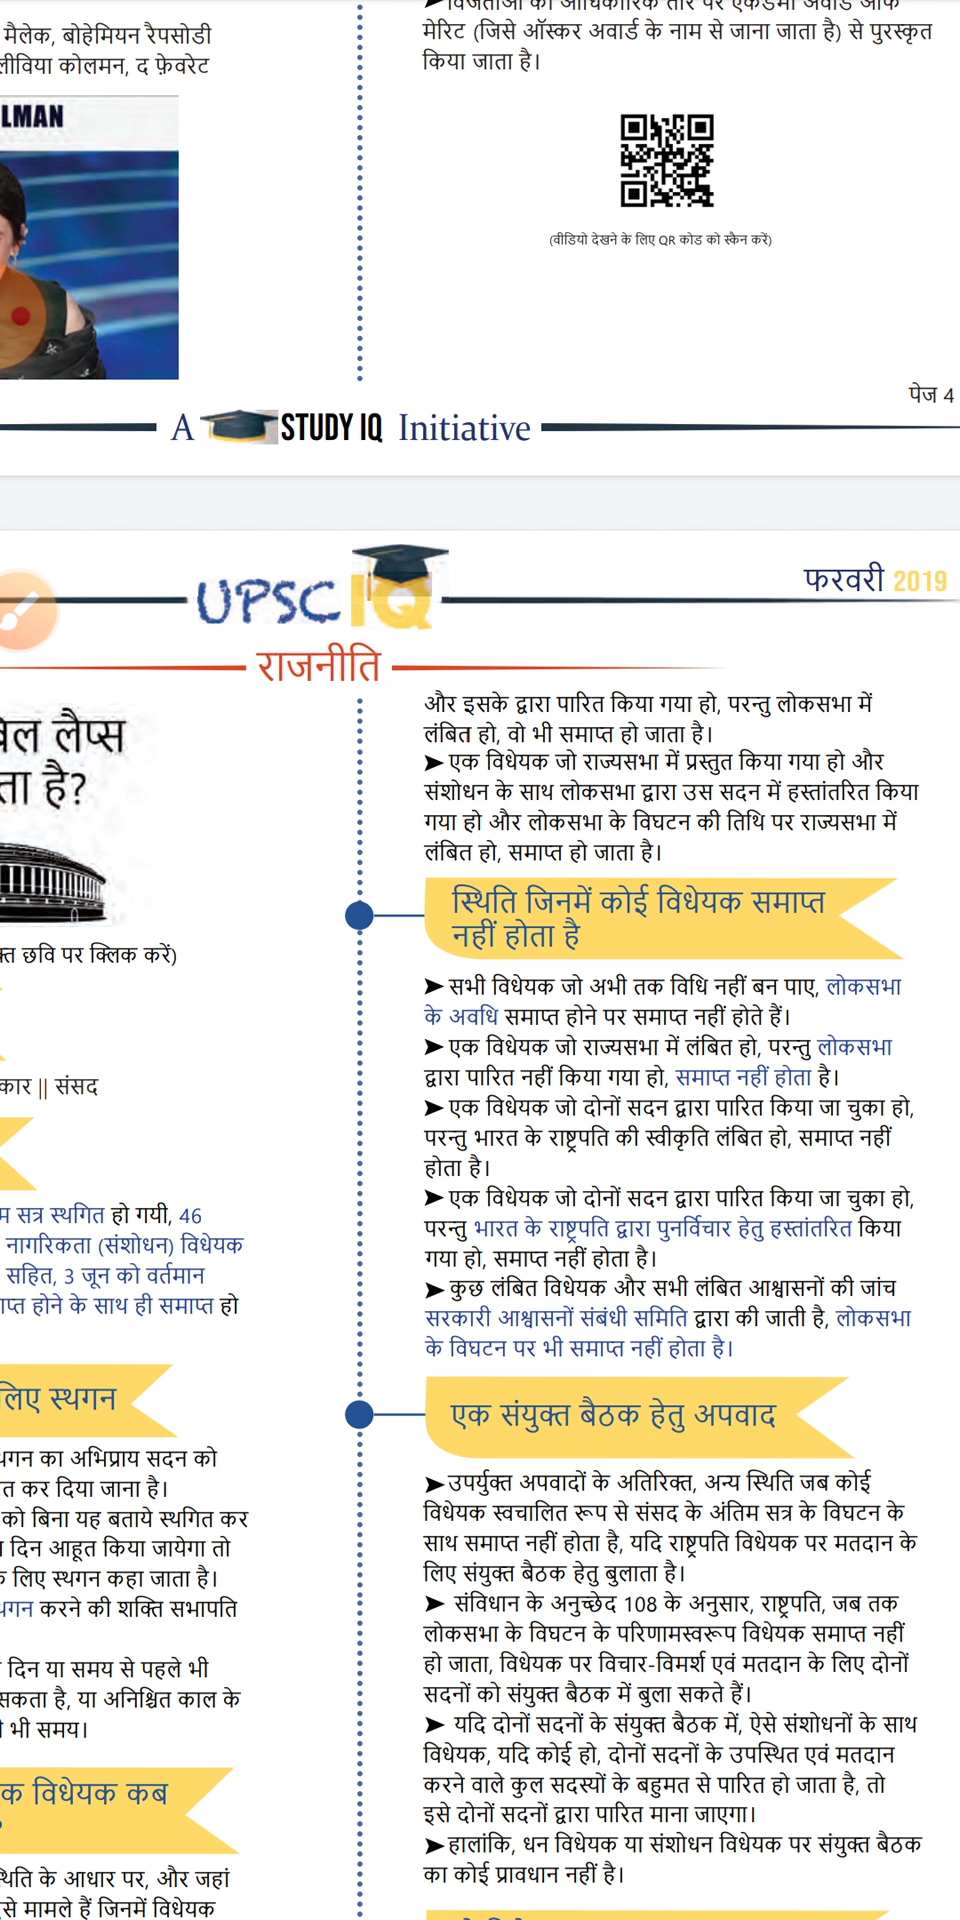 मैलेक, बोहेमियन रैपसोडी
लीविया कोलमन, द फ़ेवरेट
LMAN
मेरिट (जिसे ऑस्कर अवार्ड के नाम से जाना जाता है) से पुरस्कृत
किया जाता है।
(वीडियो देखने के लिए QR कोड को स्कैन करें)
पेज 4
A STUDY IQ Initiative
UPSC IQ
फरवरी 2019
राजनीति
लैप्स
है?
छवि पर क्लिक करें)
|| संसद
सत्र स्थगित हो गयी, 46
नागरिकता (संशोधन) विधेयक
सहित, 3 जून को वर्तमान
होने के साथ ही समाप्त हो
लिए स्थगन
का अभिप्राय सदन को
कर दिया जाना है।
को बिना यह बताये स्थगित कर
दिन आहूत किया जायेगा तो
लिए स्थगन कहा जाता है।
करने की शक्ति सभापति
दिन या समय से पहले भी
सकता है, या अनिश्चित काल के
भी समय।
विधेयक कब
के आधार पर, और जहां
मामले हैं जिनमें विधेयक
और इसके द्वारा पारित किया गया हो, परन्तु लोकसभा में
लंबित हो, वो भी समाप्त हो जाता है।
➤ एक विधेयक जो राज्यसभा में प्रस्तुत किया गया हो और
संशोधन के साथ लोकसभा द्वारा उस सदन में हस्तांतरित किया
गया हो और लोकसभा के विघटन की तिथि पर राज्यसभा में
लंबित हो, समाप्त हो जाता है।
स्थिति जिनमें कोई विधेयक समाप्त
नहीं होता है
➤ सभी विधेयक जो अभी तक विधि नहीं बन पाए, लोकसभा
के अवधि समाप्त होने पर समाप्त नहीं होते हैं।
➤ एक विधेयक जो राज्यसभा में लंबित हो, परन्तु लोकसभा
द्वारा पारित नहीं किया गया हो, समाप्त नहीं होता है।
➤ एक विधेयक जो दोनों सदन द्वारा पारित किया जा चुका हो,
परन्तु भारत के राष्ट्रपति की स्वीकृति लंबित हो, समाप्त नहीं
होता है।
➤ एक विधेयक जो दोनों सदन द्वारा पारित किया जा चुका हो,
परन्तु भारत के राष्ट्रपति द्वारा पुनर्विचार हेतु हस्तांतरित किया
गया हो, समाप्त नहीं होता है।
➤ कुछ लंबित विधेयक और सभी लंबित आश्वासनों की जांच
सरकारी आश्वासनों संबंधी समिति द्वारा की जाती है, लोकसभा
के विघटन पर भी समाप्त नहीं होता है।
एक संयुक्त बैठक हेतु अपवाद
➤ उपर्युक्त अपवादों के अतिरिक्त, अन्य स्थिति जब कोई
विधेयक स्वचालित रूप से संसद के अंतिम सत्र के विघटन के
साथ समाप्त नहीं होता है, यदि राष्ट्रपति विधेयक पर मतदान के
लिए संयुक्त बैठक हेतु बुलाता है।
➤ संविधान के अनुच्छेद 108 के अनुसार, राष्ट्रपति, जब तक
लोकसभा के विघटन के परिणामस्वरूप विधेयक समाप्त नहीं
हो जाता, विधेयक पर विचार-विमर्श एवं मतदान के लिए दोनों
सदनों को संयुक्त बैठक में बुला सकते हैं।
➤ यदि दोनों सदनों के संयुक्त बैठक में, ऐसे संशोधनों के साथ
विधेयक, यदि कोई हो, दोनों सदनों के उपस्थित एवं मतदान
करने वाले कुल सदस्यों के बहुमत से पारित हो जाता है, तो
इसे दोनों सदनों द्वारा पारित माना जाएगा।
➤ हालांकि, धन विधेयक या संशोधन विधेयक पर संयुक्त बैठक
का कोई प्रावधान नहीं है।